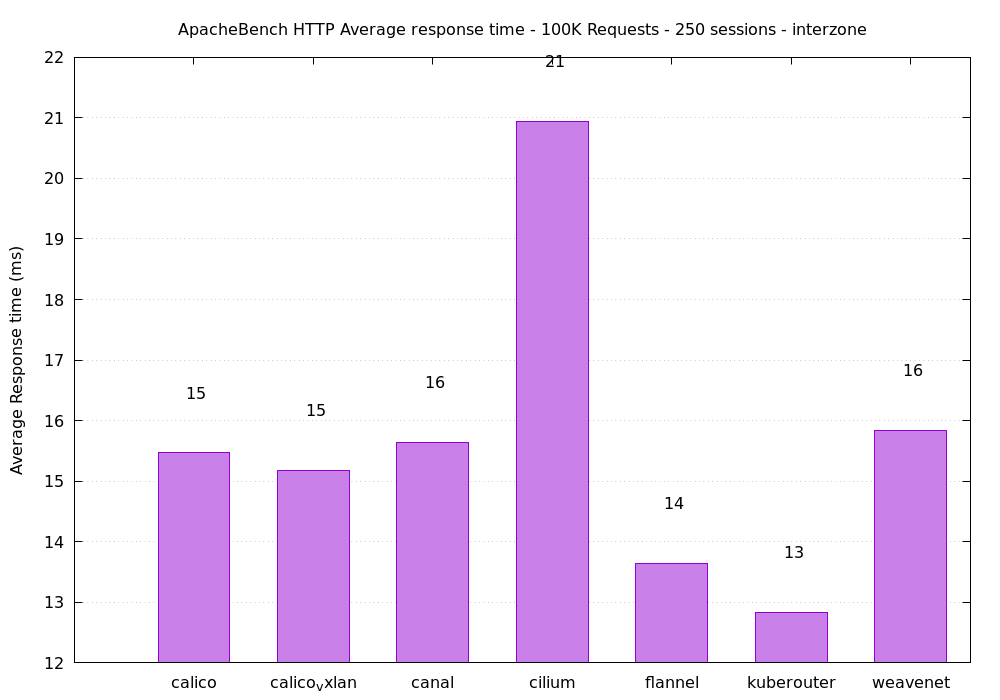 ApacheBench HTTP Average response time - 100K Requests - 250 sessions - interzone
Average Response time (ms)
22
21
20
19
18
17
16
15
14
13
12
15
15
16
21
14
13
16
calico
calicovxlan
canal
cilium
flannel
kuberouter
weavenet